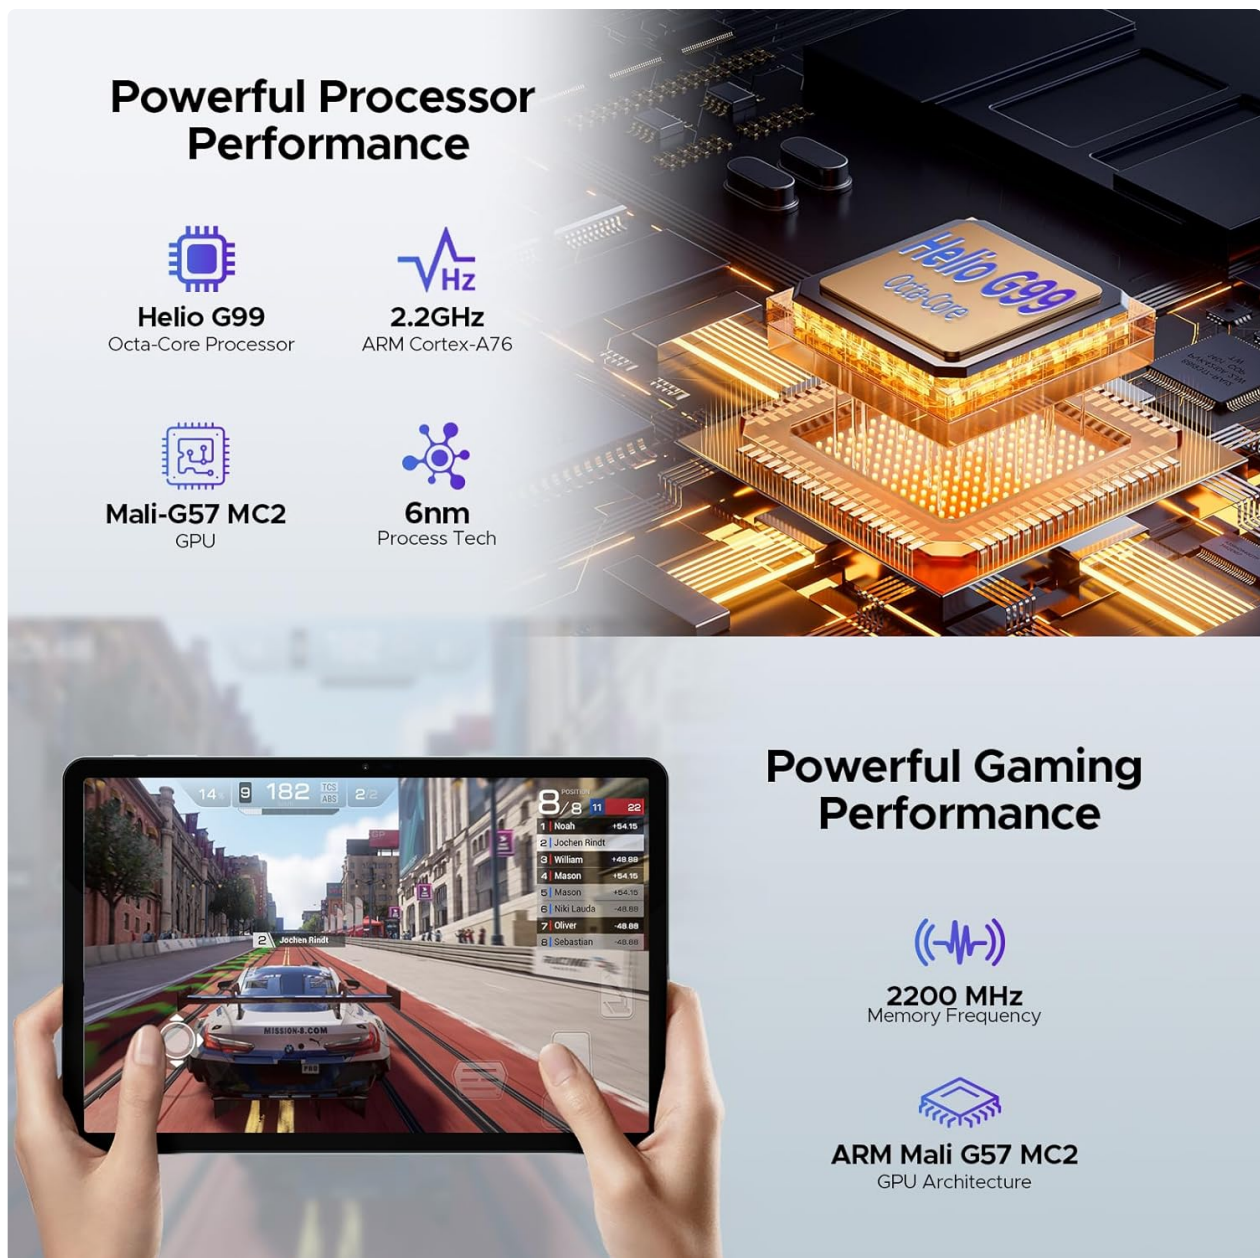 Powerful Processor
Performance
Helio G99
Octa-Core Processor
Hz
2.2GHz
ARM Cortex-A76
Mali-G57 MC2
GPU
6nm
Process Tech
Helio G99
Octa-Core
14
9
182
TCS
ABS
2/2
POSITION
8/8
11
22
1 Noah +54.15
2 Jochen Rindt
3 William +48.88
4 Mason +54.15
5 Mason +54.15
6 Niki Lauda -48.88
7 Oliver -48.88
8 Sebastian -48.88
2 Jochen Rindt
MISSION-8.COM
Powerful Gaming
Performance
2200 MHz
Memory Frequency
ARM Mali G57 MC2
GPU Architecture